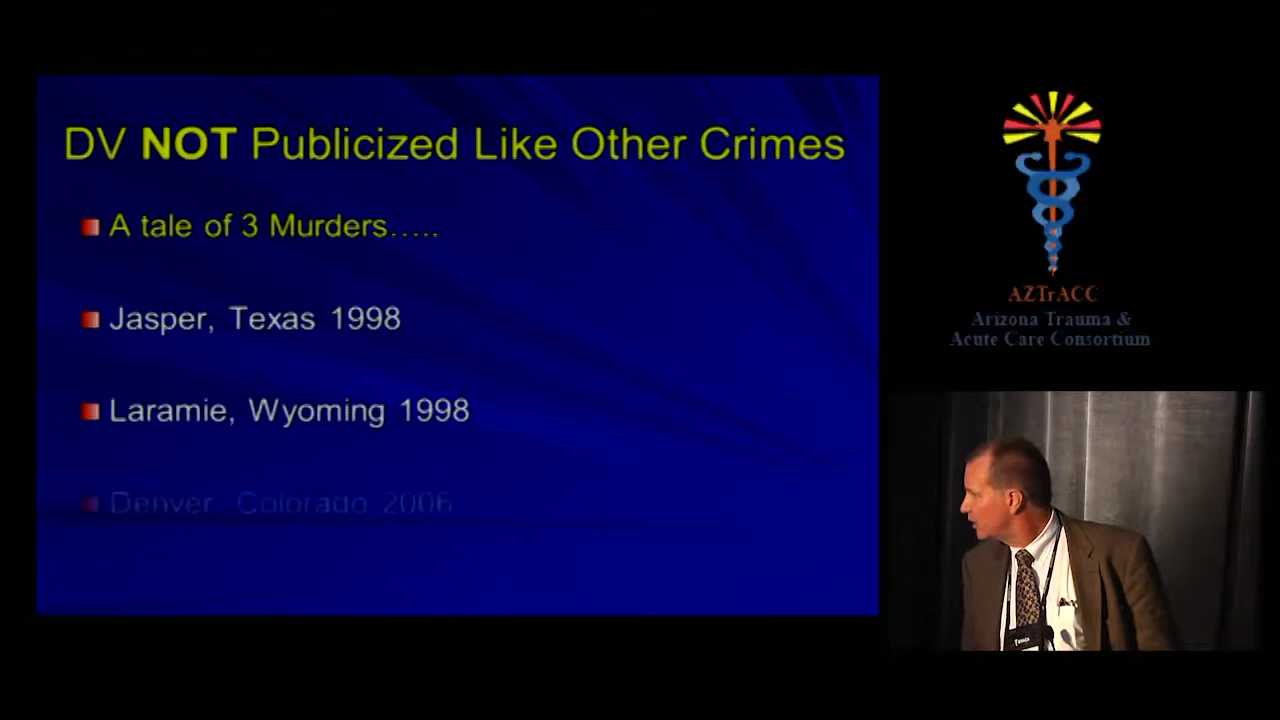 DV NOT Publicized Like Other Crimes
A tale of 3 Murders.....
Jasper, Texas 1998
Laramie, Wyoming 1998
Denver, Colorado 2006
AZTrACC
Arizona Trauma &
Acute Care Consortium